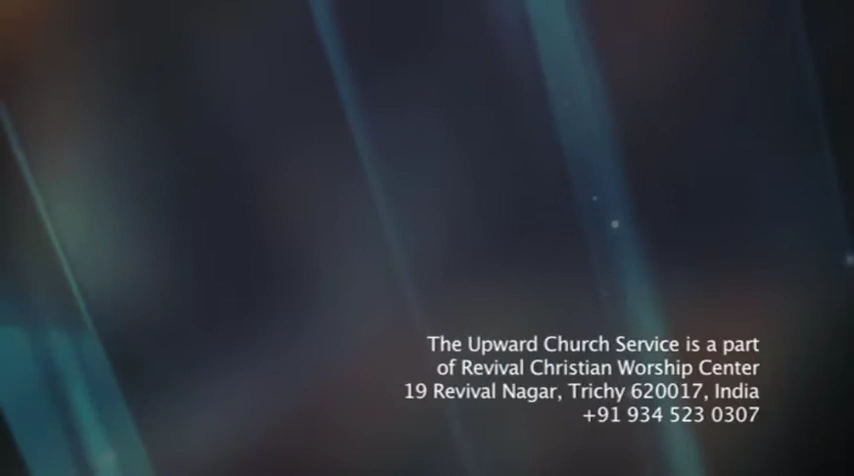 The Upward Church Service is a part
of Revival Christian Worship Center
19 Revival Nagar, Trichy 620017, India
+91 934 523 0307